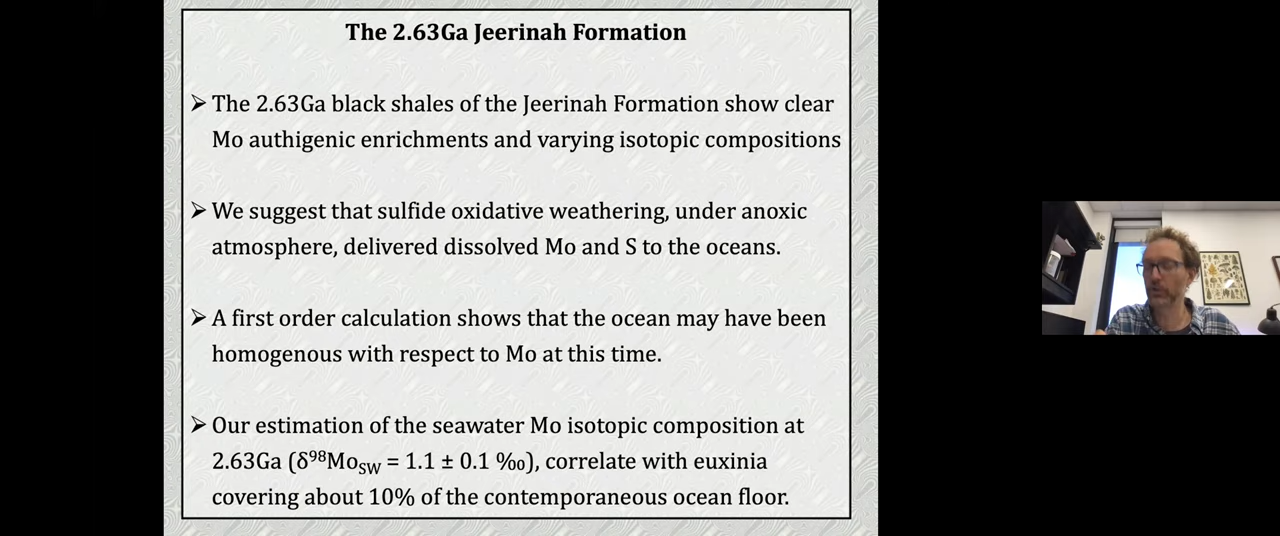 The 2.63Ga Jeerinah Formation
➢ The 2.63Ga black shales of the Jeerinah Formation show clear
Mo authigenic enrichments and varying isotopic compositions
➢ We suggest that sulfide oxidative weathering, under anoxic
atmosphere, delivered dissolved Mo and S to the oceans.
➢ A first order calculation shows that the ocean may have been
homogenous with respect to Mo at this time.
➢ Our estimation of the seawater Mo isotopic composition at
2.63Ga (δ⁹⁸Mo_SW = 1.1 ± 0.1 ‰), correlate with euxinia
covering about 10% of the contemporaneous ocean floor.